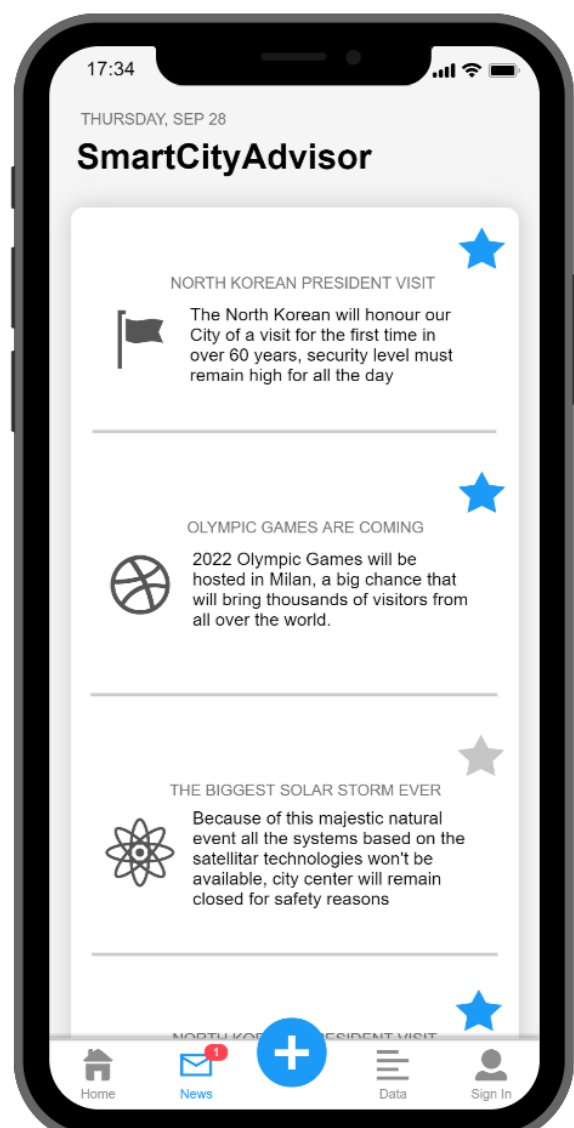 17:34
THURSDAY, SEP 28
SmartCityAdvisor
NORTH KOREAN PRESIDENT VISIT
The North Korean will honour our
City of a visit for the first time in
over 60 years, security level must
remain high for all the day
OLYMPIC GAMES ARE COMING
2022 Olympic Games will be
hosted in Milan, a big chance that
will bring thousands of visitors from
all over the world.
THE BIGGEST SOLAR STORM EVER
Because of this majestic natural
event all the systems based on the
satellitar technologies won't be
available, city center will remain
closed for safety reasons
NORTH VISIT
1
Home
News
Data
Sign In